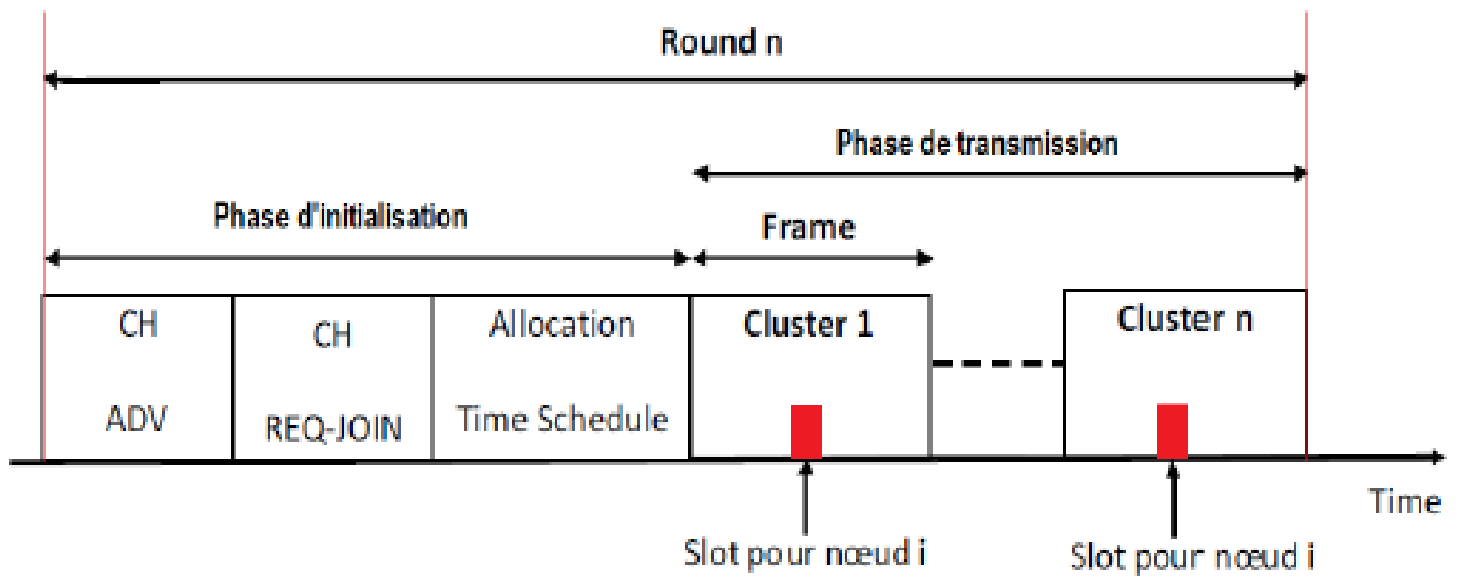 Round n
Phase de transmission
Phase d'initialisation
Frame
CH
ADV
CH
REQ-JOIN
Allocation
Time Schedule
Cluster 1
Cluster n
Time
Slot pour nœud i
Slot pour nœud i